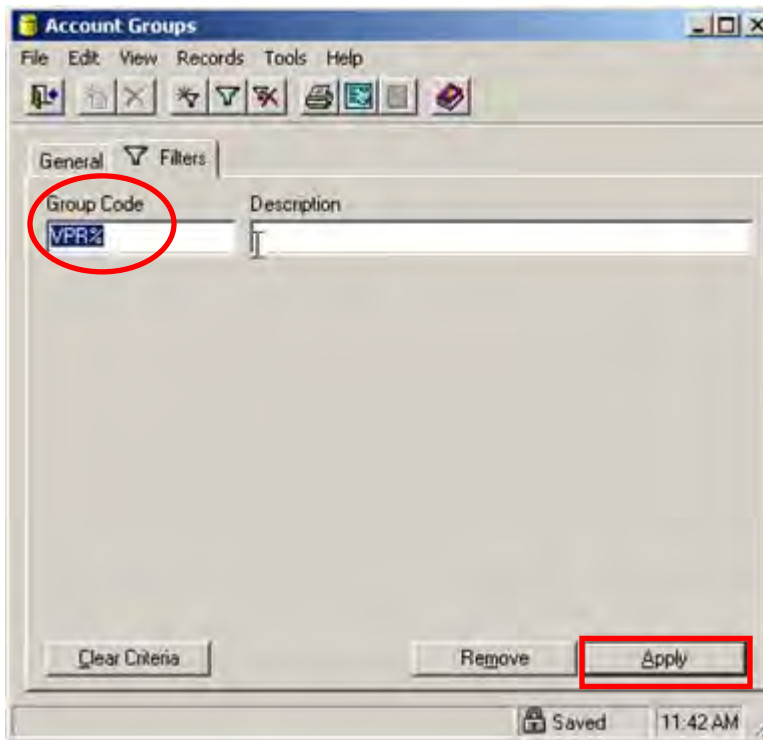 Account Groups
File Edit View Records Tools Help
General Filters
Group Code Description
VPR%
Clear Criteria Remove Apply
Saved 11:42 AM